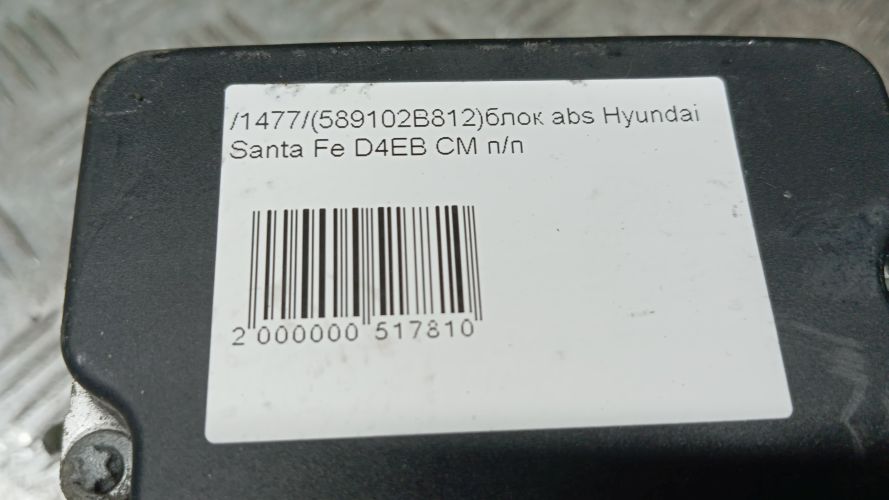 /1477/(589102B812)блок abs Hyundai
Santa Fe D4EB CM п/п
2 000000 517810